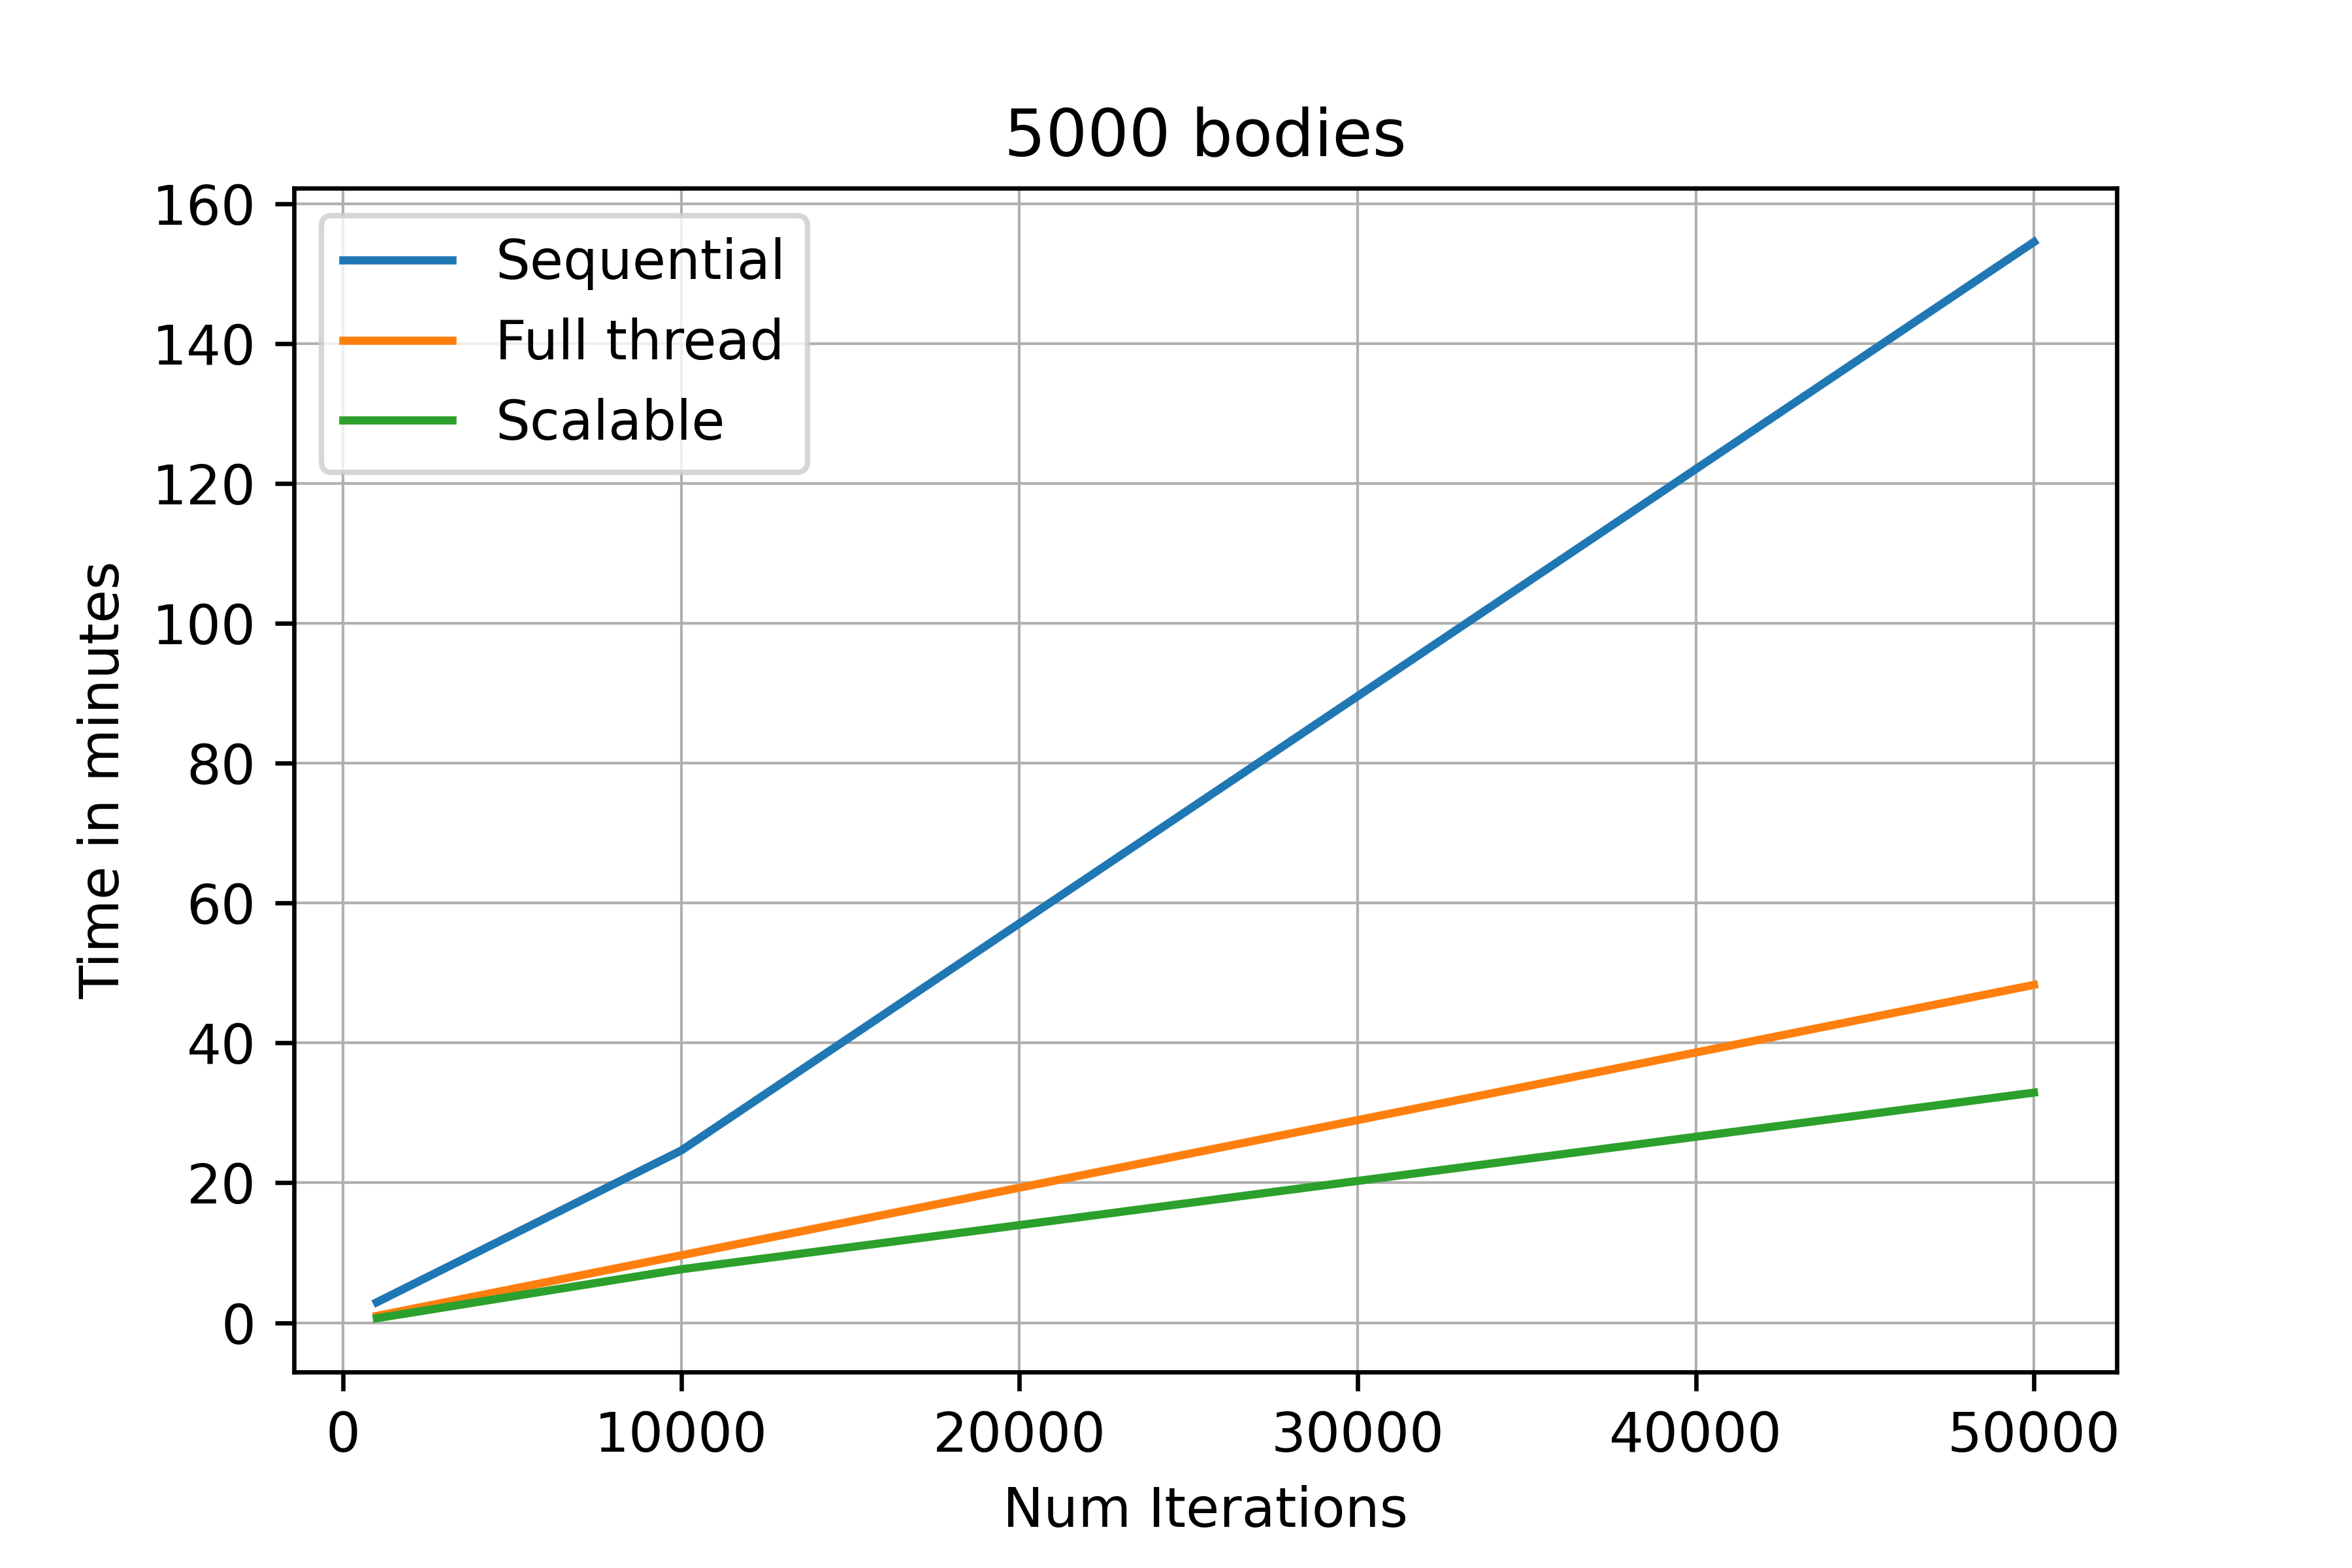 5000 bodies
Sequential
Full thread
Scalable
Time in minutes
160
140
120
100
80
60
40
20
0
0 10000 20000 30000 40000 50000
Num Iterations